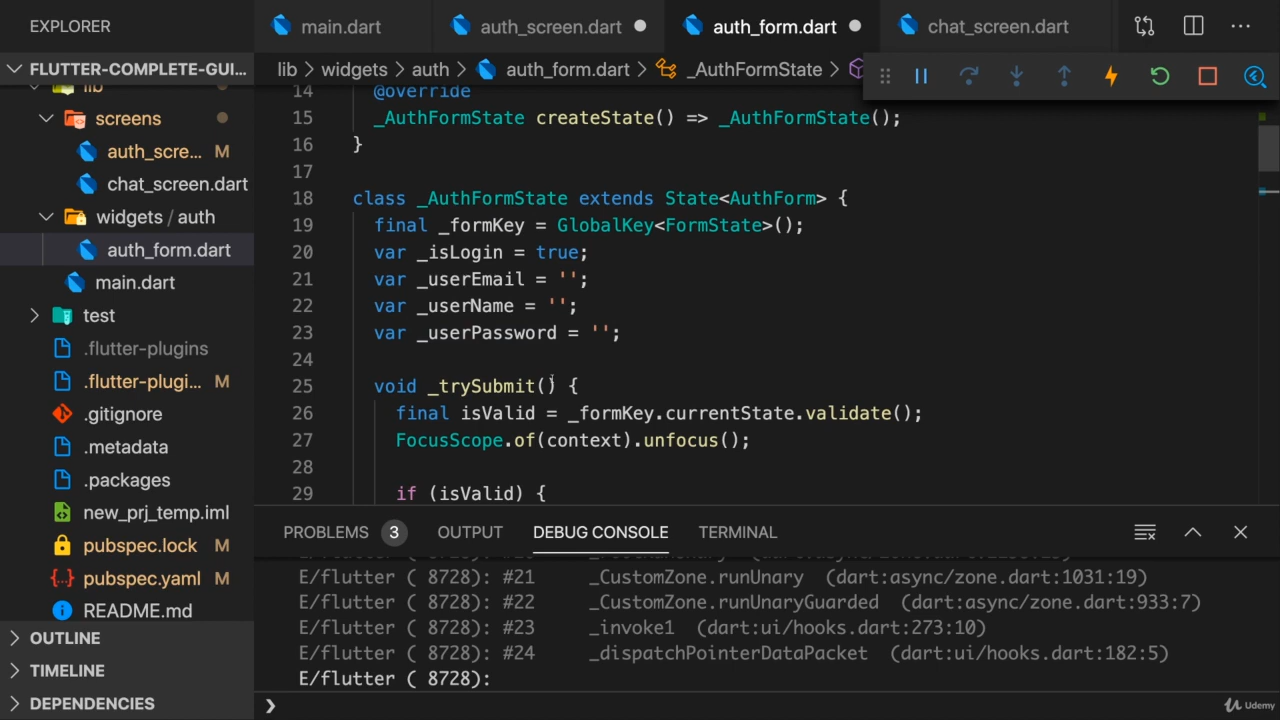 EXPLORER
main.dart
auth_screen.dart
auth_form.dart
chat_screen.dart
FLUTTER-COMPLETE-GUI...
lib > widgets > auth > auth_form.dart > _AuthFormState >
lib
screens
auth_scre... M
chat_screen.dart
widgets / auth
auth_form.dart
main.dart
test
.flutter-plugins
.flutter-plugi... M
.gitignore
.metadata
.packages
new_prj_temp.iml
pubspec.lock M
pubspec.yaml M
README.md
OUTLINE
TIMELINE
DEPENDENCIES
14 @override
15 _AuthFormState createState() => _AuthFormState();
16 }
17
18 class _AuthFormState extends State<AuthForm> {
19 final _formKey = GlobalKey<FormState>();
20 var _isLogin = true;
21 var _userEmail = '';
22 var _userName = '';
23 var _userPassword = '';
24
25 void _trySubmit() {
26 final isValid = _formKey.currentState.validate();
27 FocusScope.of(context).unfocus();
28
29 if (isValid) {
PROBLEMS 3 OUTPUT DEBUG CONSOLE TERMINAL
E/flutter ( 8728): #21 _CustomZone.runUnary (dart:async/zone.dart:1031:19)
E/flutter ( 8728): #22 _CustomZone.runUnaryGuarded (dart:async/zone.dart:933:7)
E/flutter ( 8728): #23 _invoke1 (dart:ui/hooks.dart:273:10)
E/flutter ( 8728): #24 _dispatchPointerDataPacket (dart:ui/hooks.dart:182:5)
E/flutter ( 8728):
Udemy